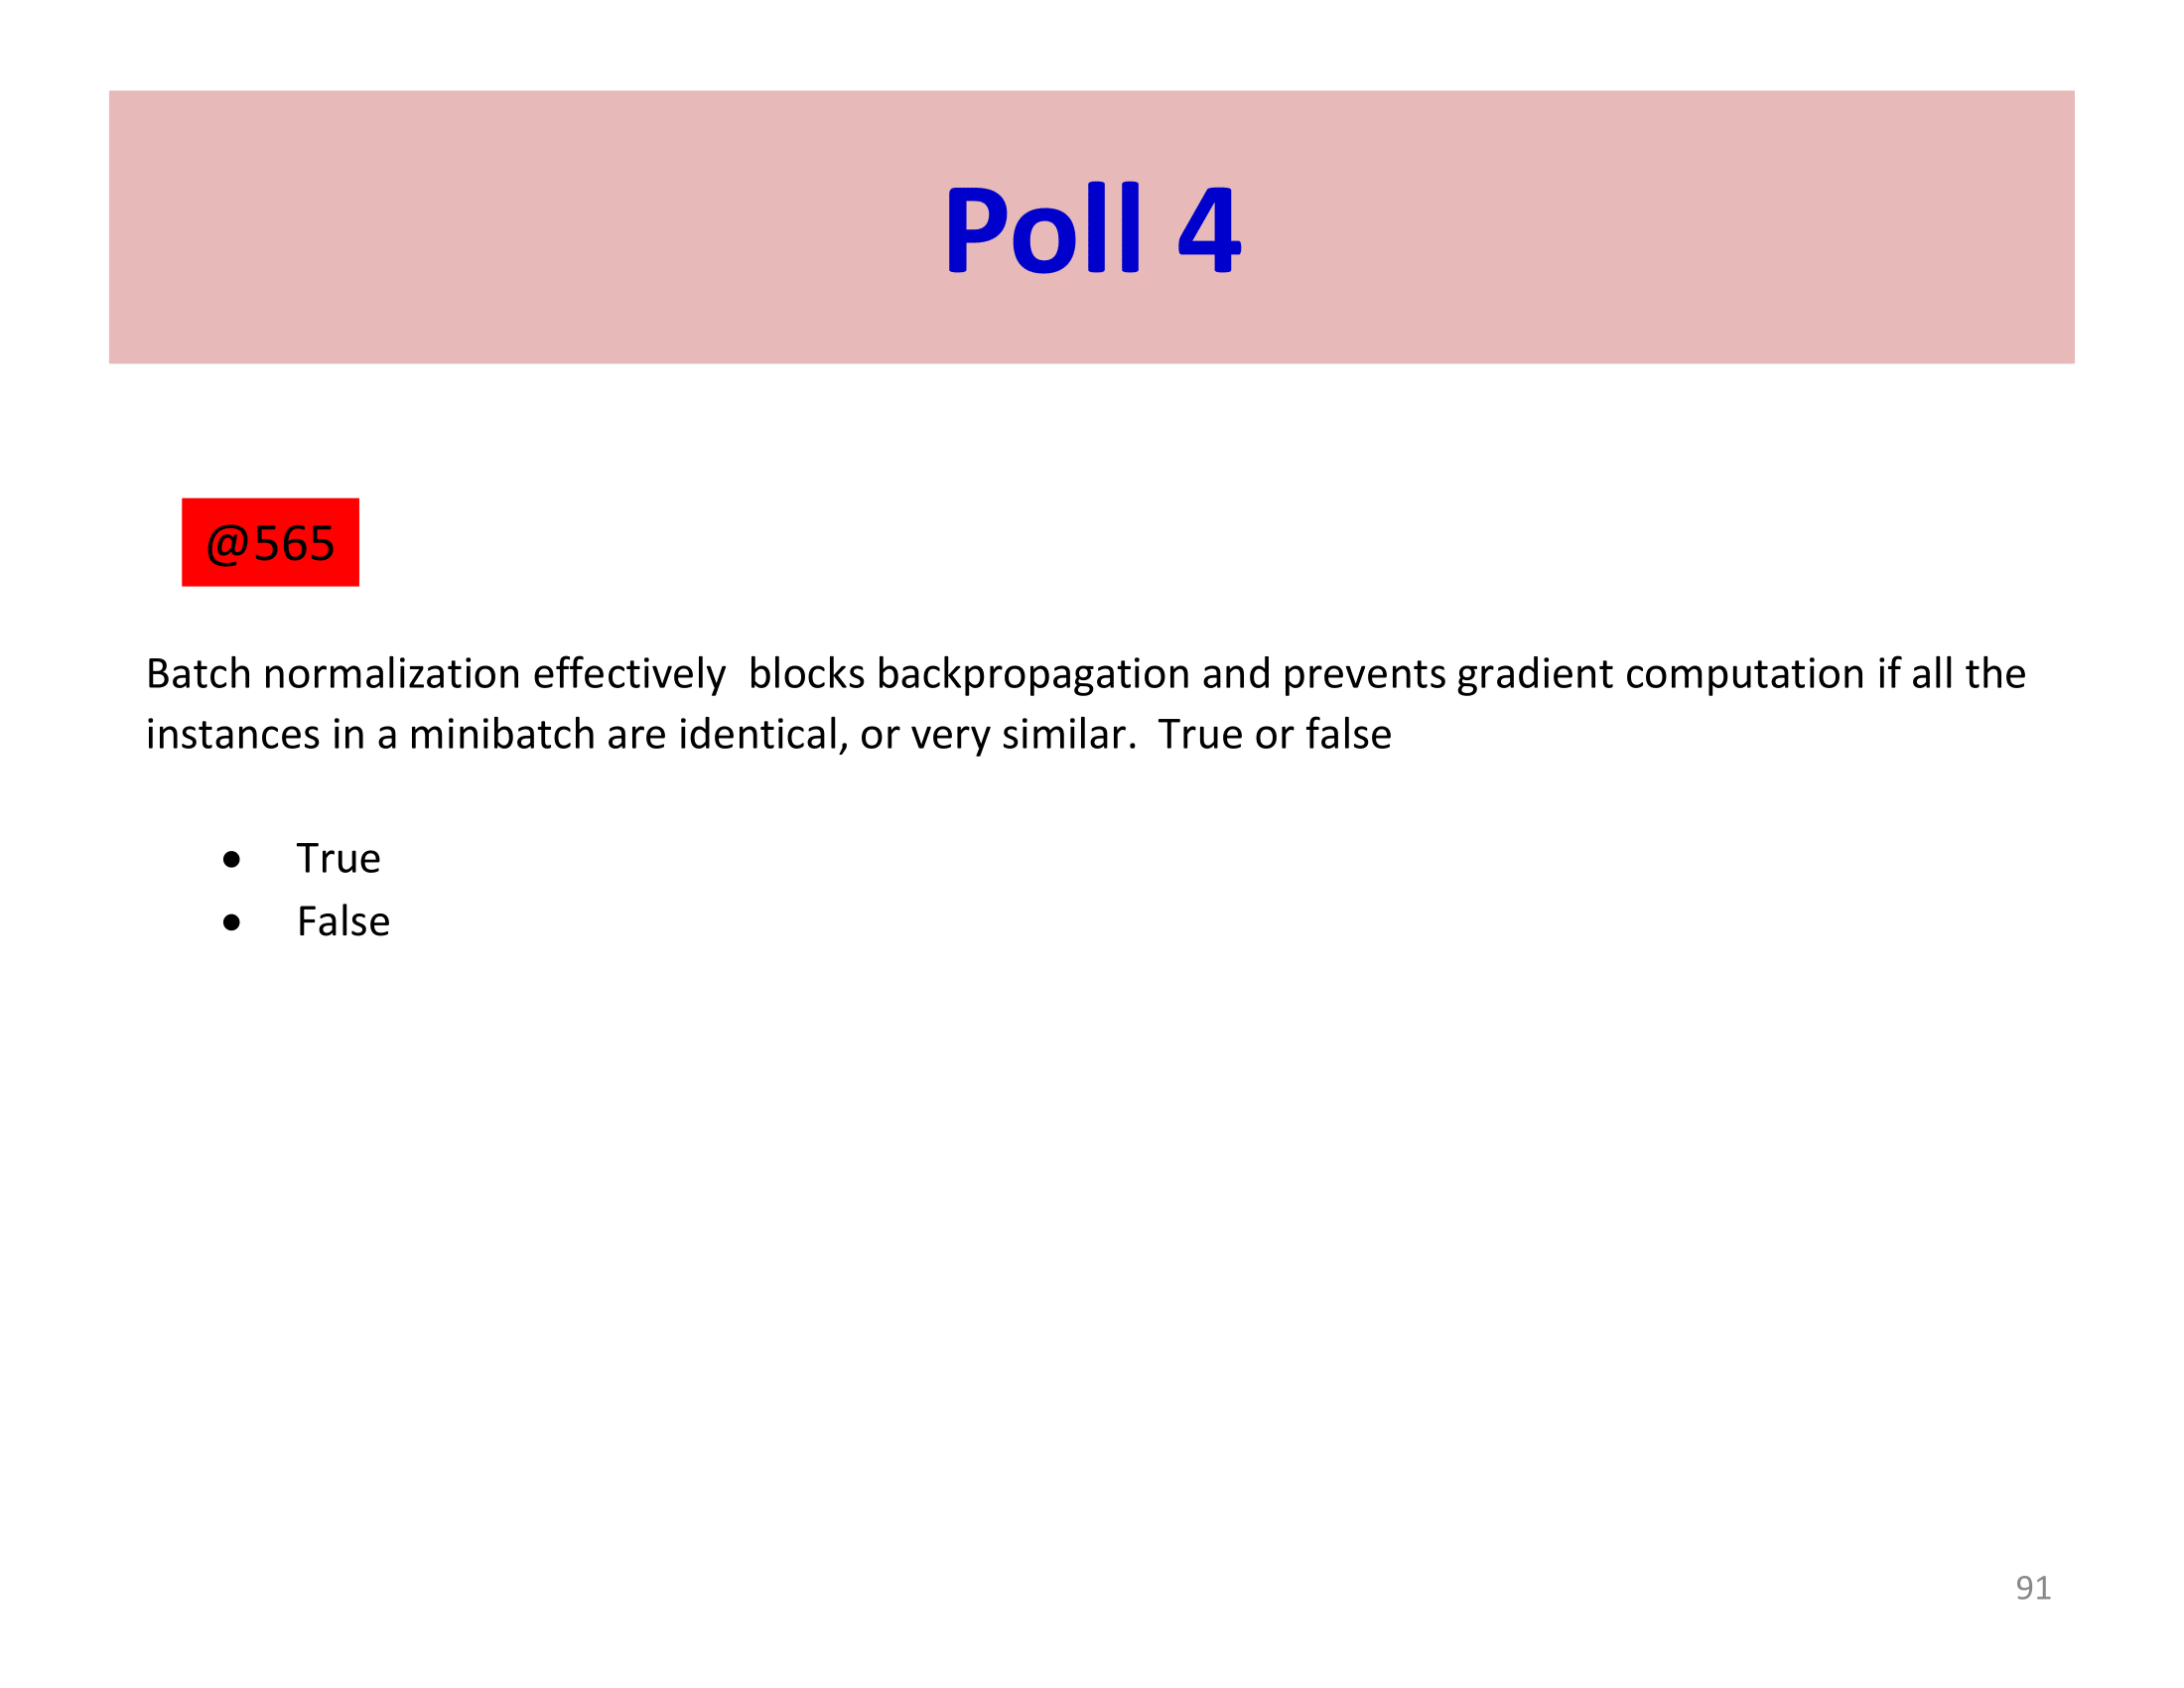 Poll 4
@565
Batch normalization effectively  blocks backpropagation and prevents gradient computation if all the
instances in a minibatch are identical, or very similar.  True or false
● True
● False
91